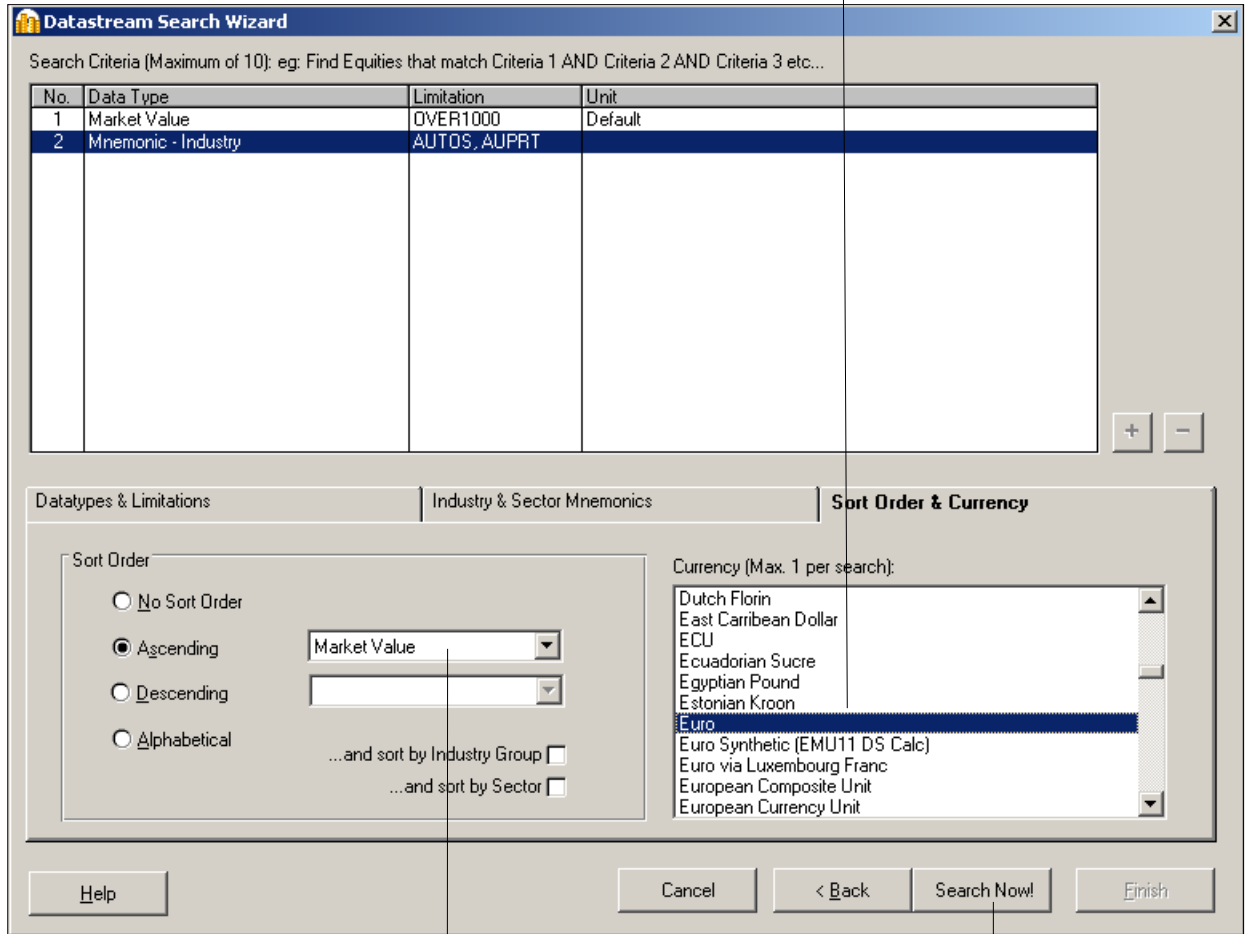 Datastream Search Wizard
Search Criteria (Maximum of 10): eg: Find Equities that match Criteria 1 AND Criteria 2 AND Criteria 3 etc...
No. Data Type Limitation Unit
1 Market Value OVER1000 Default
2 Mnemonic - Industry AUTOS, AUPRT
+ −
Datatypes & Limitations Industry & Sector Mnemonics Sort Order & Currency
Sort Order
No Sort Order
Ascending Market Value
Descending
Alphabetical
...and sort by Industry Group
...and sort by Sector
Currency (Max. 1 per search):
Dutch Florin
East Carribean Dollar
ECU
Ecuadorian Sucre
Egyptian Pound
Estonian Kroon
Euro
Euro Synthetic (EMU11 DS Calc)
Euro via Luxembourg Franc
European Composite Unit
European Currency Unit
Help Cancel < Back Search Now! Finish